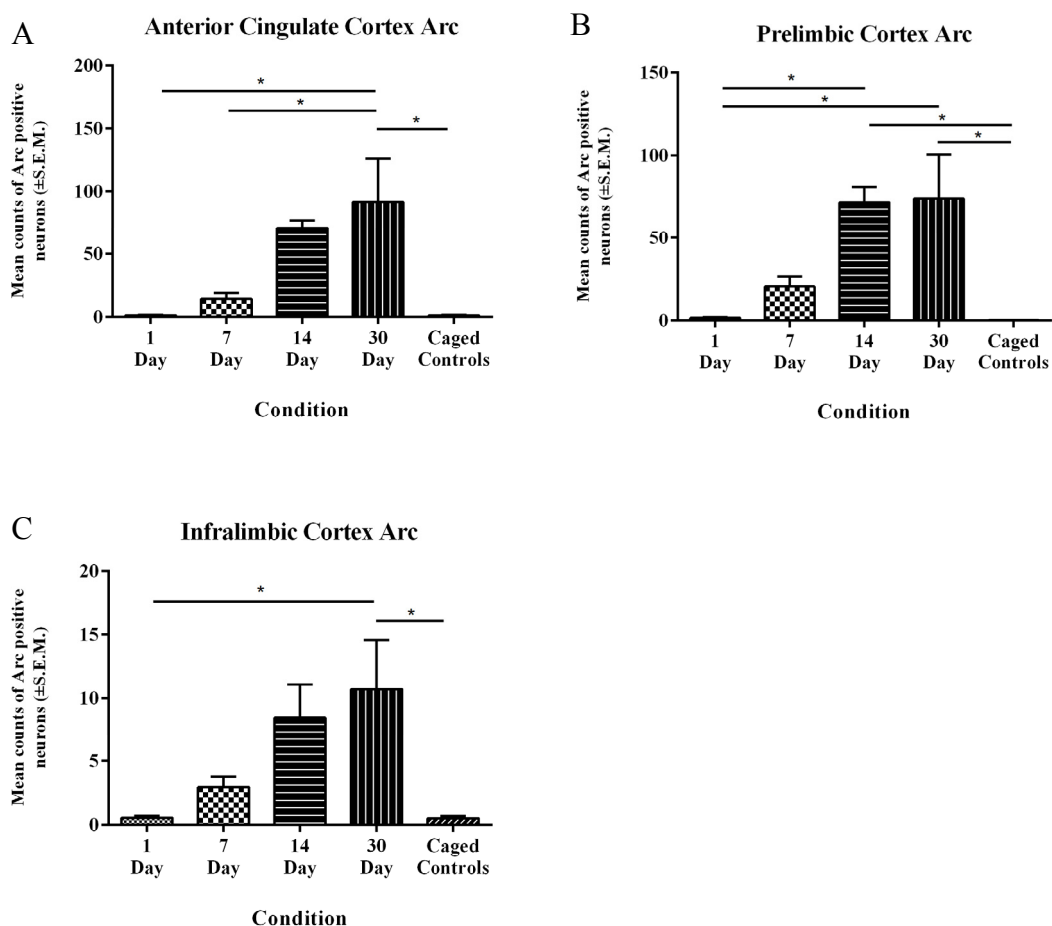 A
Anterior Cingulate Cortex Arc
Mean counts of Arc positive
neurons (±S.E.M.)
200
150
100
50
0
*
*
*
1
Day
7
Day
14
Day
30
Day
Caged
Controls
Condition
B
Prelimbic Cortex Arc
Mean counts of Arc positive
neurons (±S.E.M.)
150
100
50
0
*
*
*
*
1
Day
7
Day
14
Day
30
Day
Caged
Controls
Condition
C
Infralimbic Cortex Arc
Mean counts of Arc positive
neurons (±S.E.M.)
20
15
10
5
0
*
*
1
Day
7
Day
14
Day
30
Day
Caged
Controls
Condition